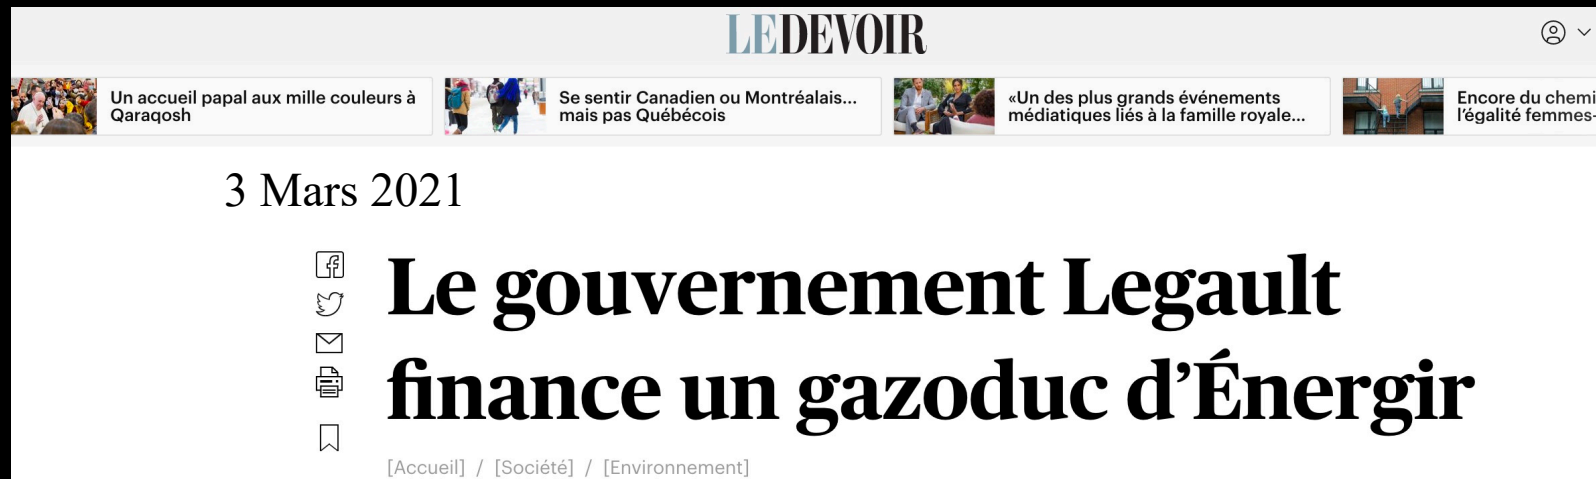 LE DEVOIR
Un accueil papal aux mille couleurs à
Qaraqosh
Se sentir Canadien ou Montréalais...
mais pas Québécois
«Un des plus grands événements
médiatiques liés à la famille royale...
Encore du chemi
l'égalité femmes-
3 Mars 2021
Le gouvernement Legault
finance un gazoduc d'Énergir
[Accueil] / [Société] / [Environnement]